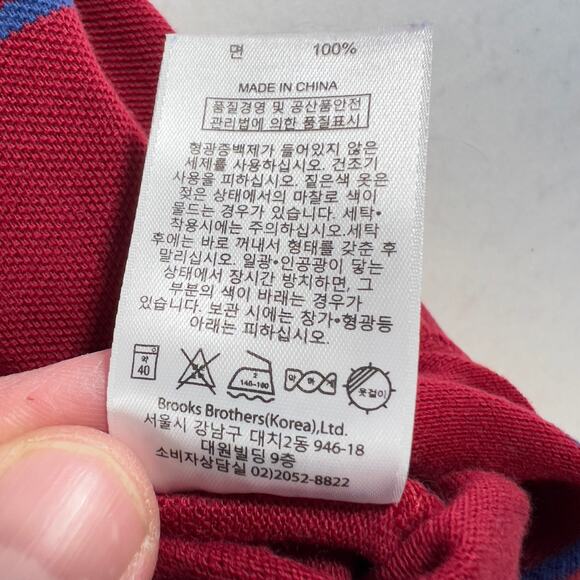 면 100%
MADE IN CHINA
품질경영 및 공산품안전
관리법에 의한 품질표시
형광증백제가 들어있지 않은
세제를 사용하십시오. 건조기
사용을 피하십시오. 짙은색 옷은
젖은 상태에서의 마찰로 색이
물드는 경우가 있습니다. 세탁•
착용시에는 주의하십시오.세탁
후에는 바로 꺼내서 형태를 갖춘 후
말리십시오. 일광•인공광이 닿는
상태에서 장시간 방치하면, 그
부분의 색이 바래는 경우가
있습니다. 보관 시에는 창가•형광등
아래는 피하십시오.
약 40 2 140-160 약하게 옷걸이
Brooks Brothers(Korea),Ltd.
서울시 강남구 대치2동 946-18
대원빌딩 9층
소비자상담실 02)2052-8822